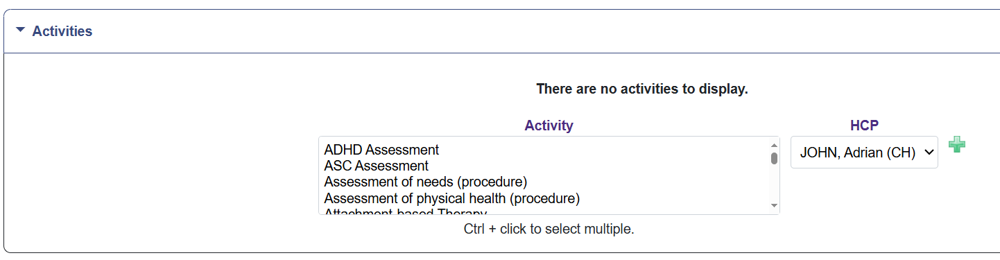 Activities
There are no activities to display.
Activity
HCP
ADHD Assessment
ASC Assessment
Assessment of needs (procedure)
Assessment of physical health (procedure)
Attachment-based Therapy
JOHN, Adrian (CH)
Ctrl + click to select multiple.